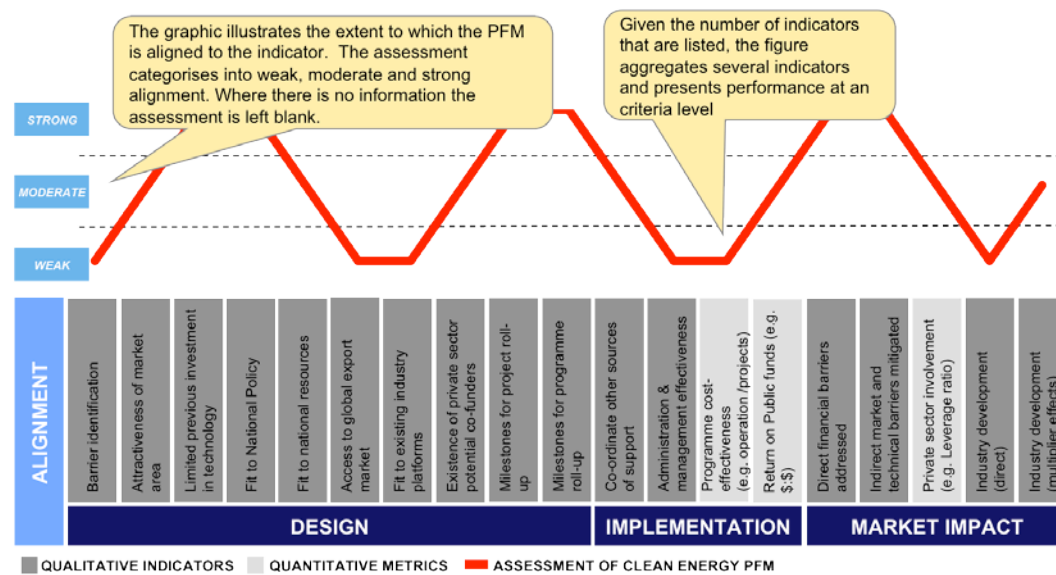 The graphic illustrates the extent to which the PFM
is aligned to the indicator. The assessment
categorises into weak, moderate and strong
alignment. Where there is no information the
assessment is left blank.
Given the number of indicators
that are listed, the figure
aggregates several indicators
and presents performance at an
criteria level
STRONG
MODERATE
WEAK
ALIGNMENT
Barrier identification
Attractiveness of market
area
Limited previous investment
in technology
Fit to National Policy
Fit to national resources
Access to global export
market
Fit to existing industry
platforms
Existence of private sector
potential co-funders
Milestones for project roll-
up
Milestones for programme
roll-up
Co-ordinate other sources
of support
Administration &
management effectiveness
Programme cost-
effectiveness
(e.g. operation /projects)
Return on Public funds (e.g.
$:$)
Direct financial barriers
addressed
Indirect market and
technical barriers mitigated
Private sector involvement
(e.g. Leverage ratio)
Industry development
(direct)
Industry development
(multiplier effects)
DESIGN
IMPLEMENTATION
MARKET IMPACT
QUALITATIVE INDICATORS
QUANTITATIVE METRICS
ASSESSMENT OF CLEAN ENERGY PFM